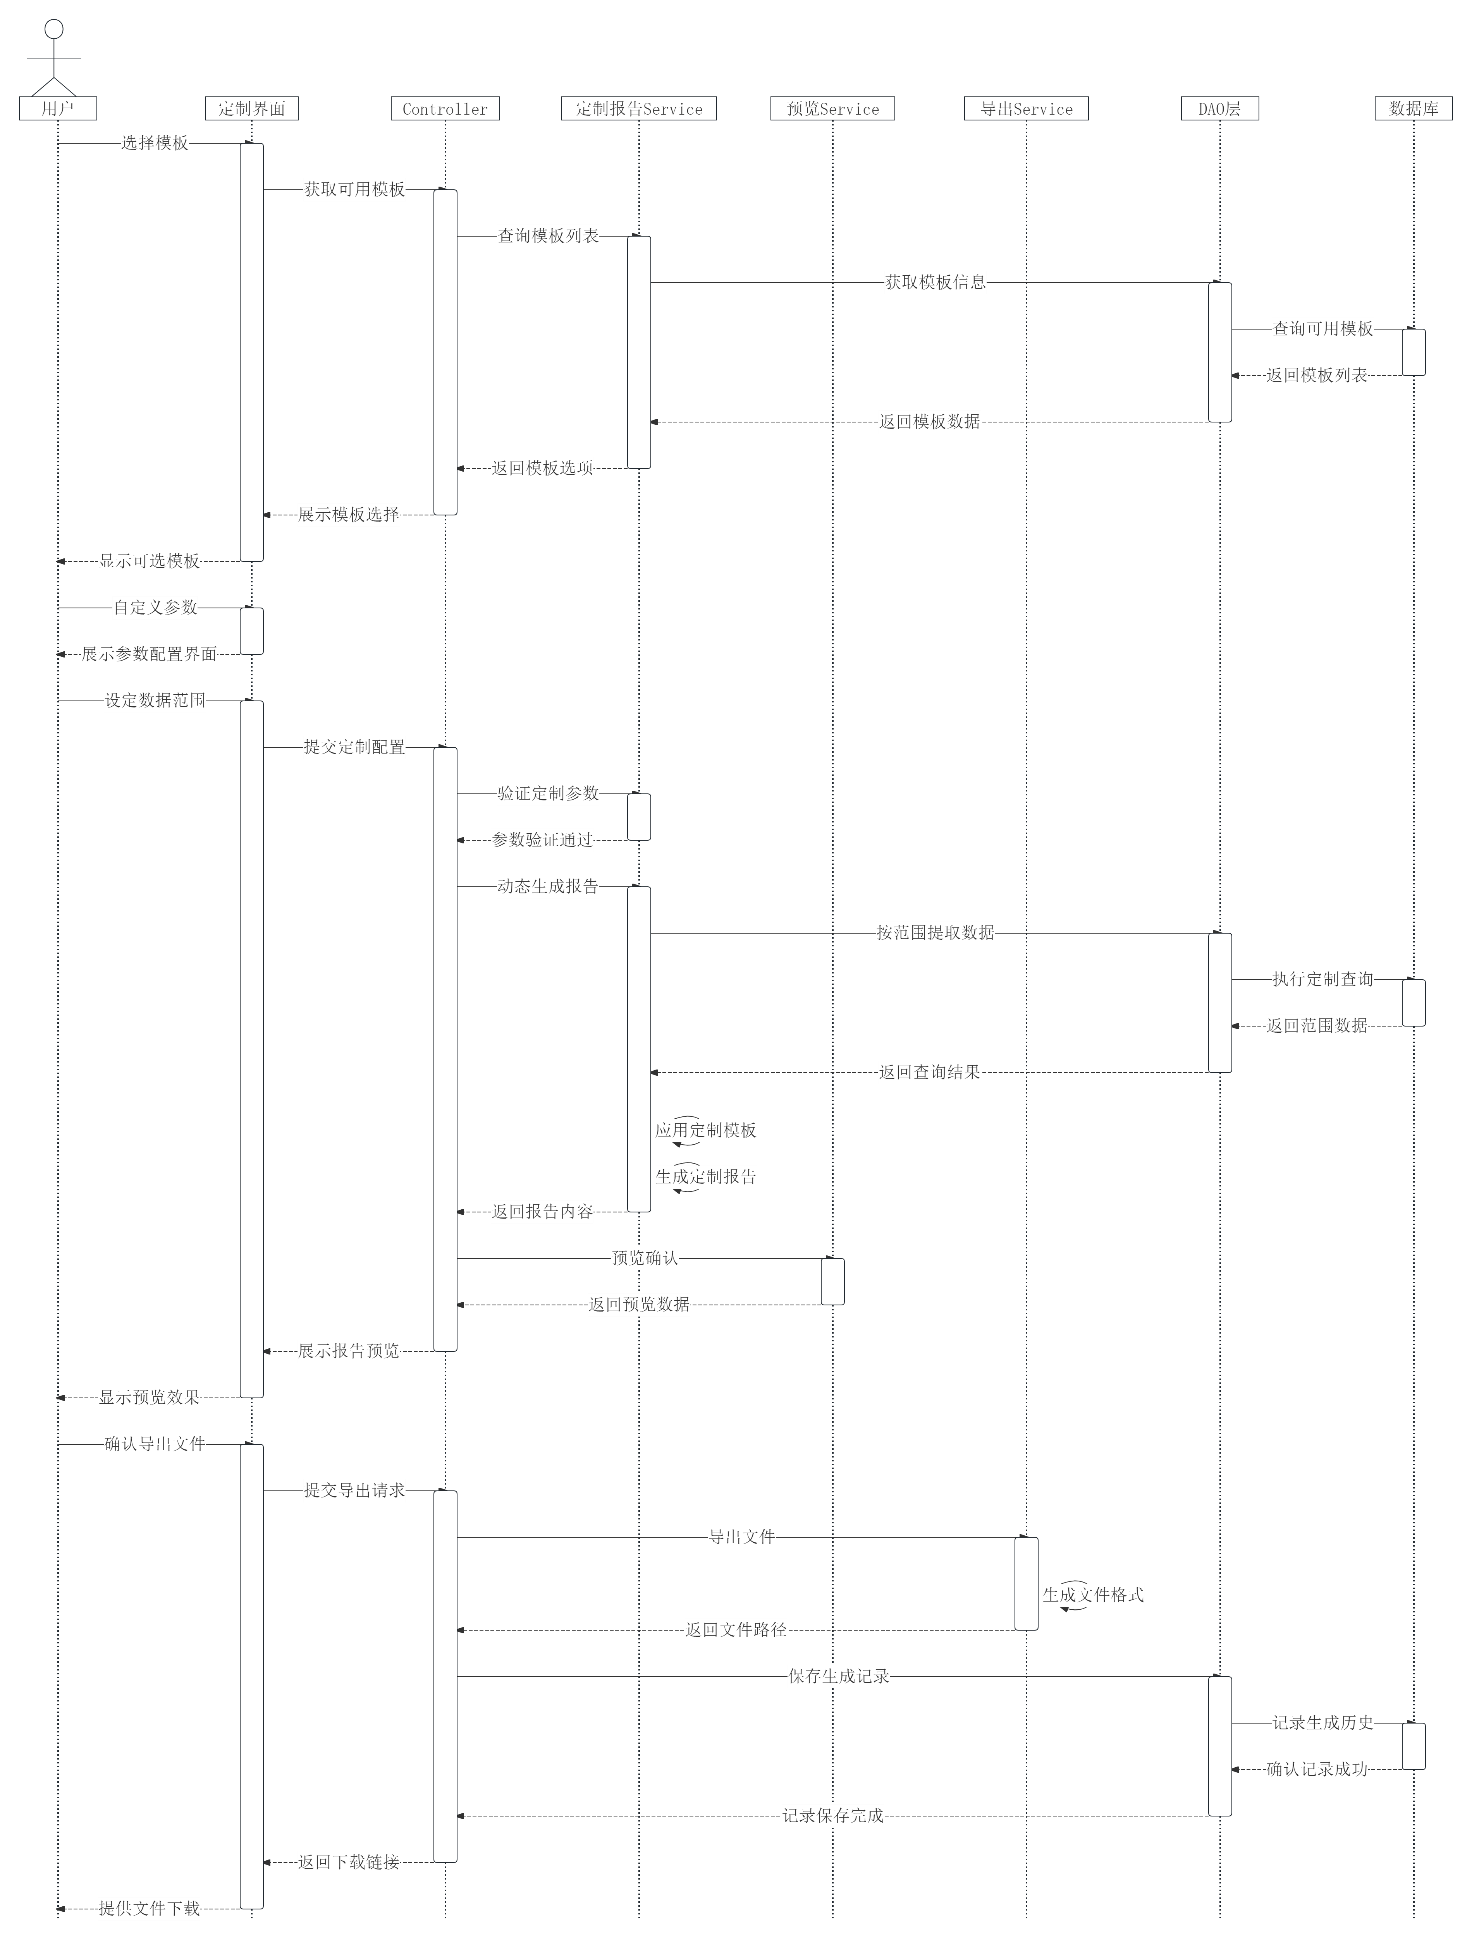 用户
定制界面
Controller
定制报告Service
预览Service
导出Service
DAO层
数据库
选择模板
获取可用模板
查询模板列表
获取模板信息
查询可用模板
返回模板列表
返回模板数据
返回模板选项
展示模板选择
显示可选模板
自定义参数
展示参数配置界面
设定数据范围
提交定制配置
验证定制参数
参数验证通过
动态生成报告
按范围提取数据
执行定制查询
返回范围数据
返回查询结果
应用定制模板
生成定制报告
返回报告内容
预览确认
返回预览数据
展示报告预览
显示预览效果
确认导出文件
提交导出请求
导出文件
生成文件格式
返回文件路径
保存生成记录
记录生成历史
确认记录成功
记录保存完成
返回下载链接
提供文件下载